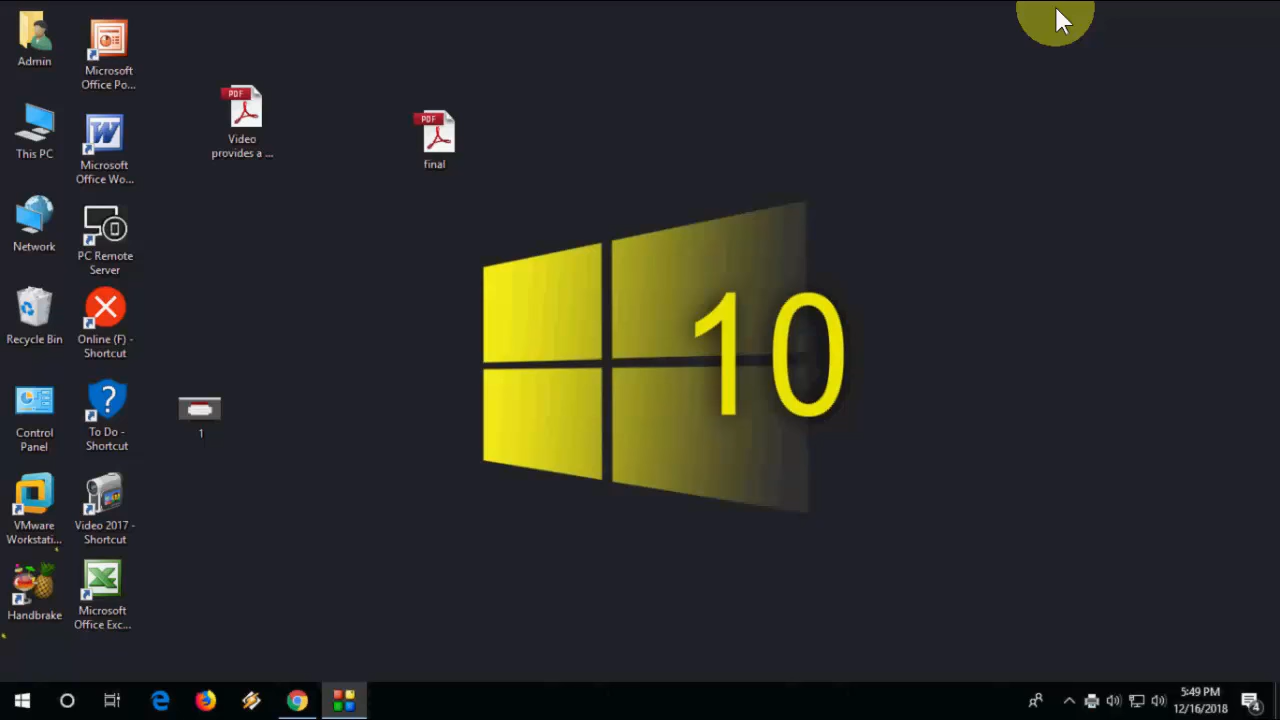 Admin
Microsoft
Office Po...
This PC
Microsoft
Office Wo...
Network
PC Remote
Server
Recycle Bin
Online (F) -
Shortcut
Control
Panel
To Do -
Shortcut
VMware
Workstati...
Video 2017 -
Shortcut
Handbrake
Microsoft
Office Exc...
PDF
Video
provides a ...
PDF
final
1
10
5:49 PM
12/16/2018
4